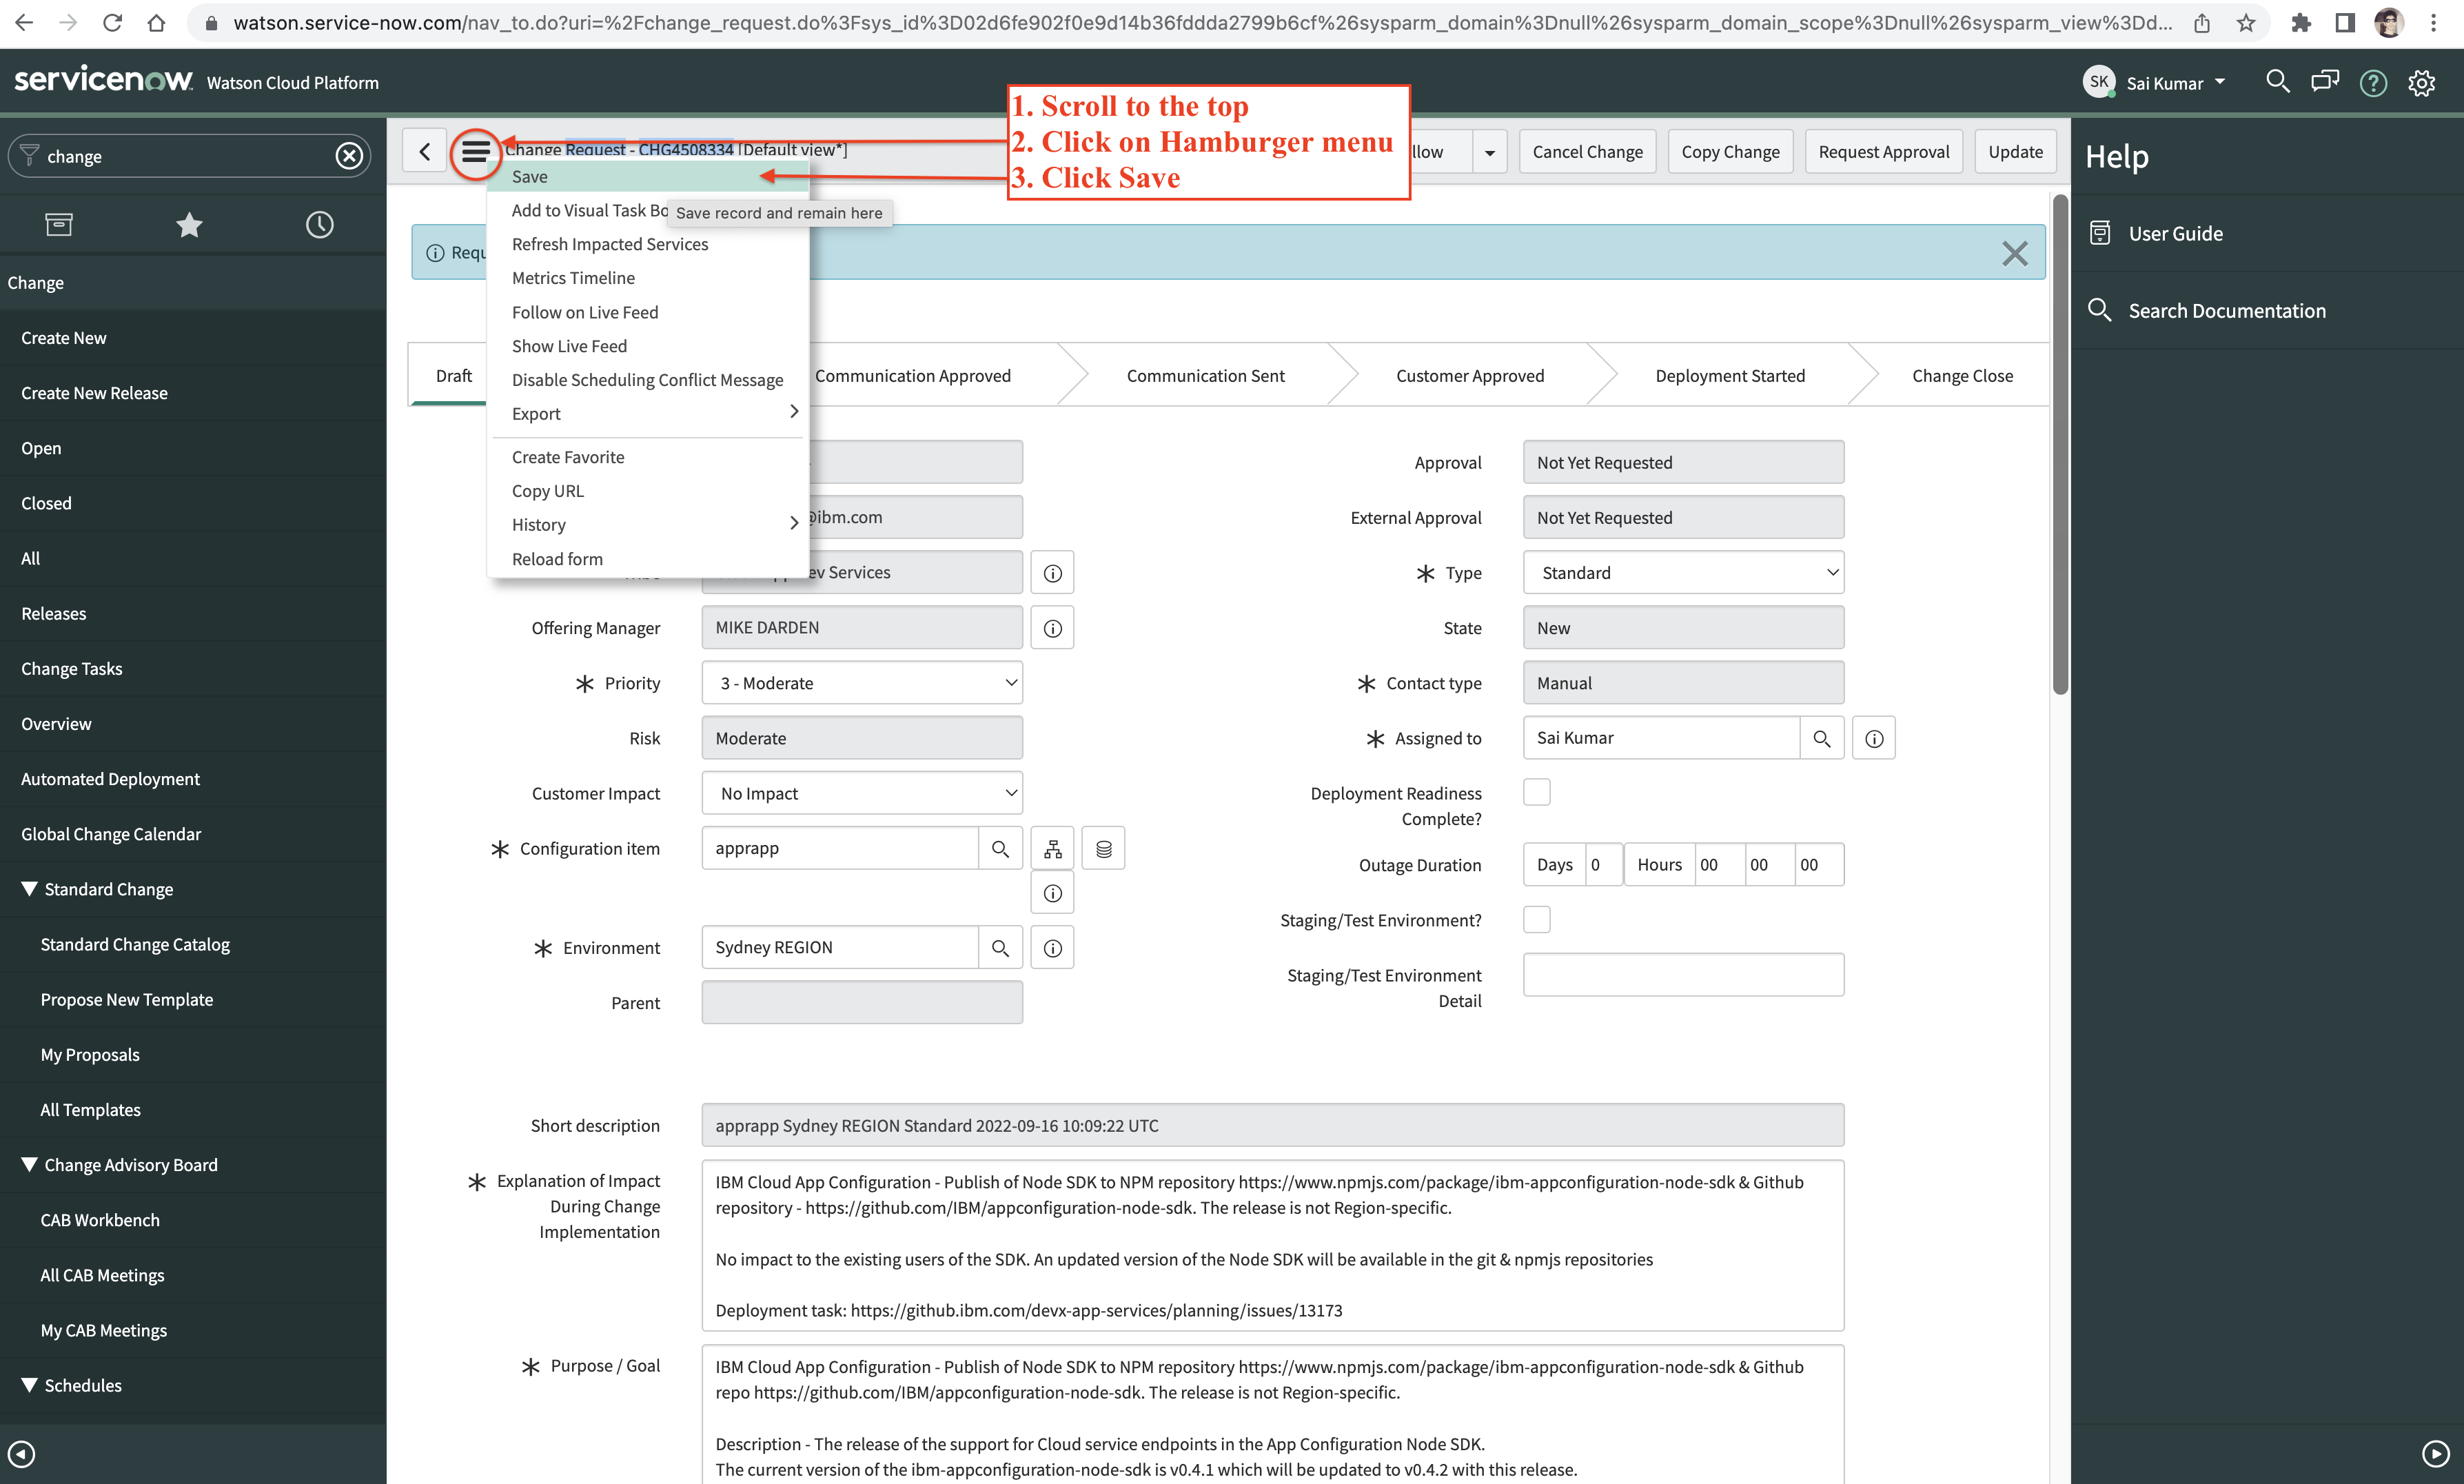 watson.service-now.com/nav_to.do?uri=%2Fchange_request.do%3Fsys_id%3D02d6fe902f0e9d14b36fddda2799b6cf%26sysparm_domain%3Dnull%26sysparm_domain_scope%3Dnull%26sysparm_view%3Dd...
servicenow. Watson Cloud Platform
SK Sai Kumar
change
Change
Create New
Create New Release
Open
Closed
All
Releases
Change Tasks
Overview
Automated Deployment
Global Change Calendar
Standard Change
Standard Change Catalog
Propose New Template
My Proposals
All Templates
Change Advisory Board
CAB Workbench
All CAB Meetings
My CAB Meetings
Schedules
Change Request - CHG4508334 [Default view*]
1. Scroll to the top
2. Click on Hamburger menu
3. Click Save
llow
Cancel Change
Copy Change
Request Approval
Update
Save
Add to Visual Task Bo
Save record and remain here
Refresh Impacted Services
Metrics Timeline
Follow on Live Feed
Show Live Feed
Disable Scheduling Conflict Message
Export
Create Favorite
Copy URL
History
Reload form
Requ
Draft
Communication Approved
Communication Sent
Customer Approved
Deployment Started
Change Close
@ibm.com
ev Services
Offering Manager MIKE DARDEN
* Priority 3 - Moderate
Risk Moderate
Customer Impact No Impact
* Configuration item apprapp
* Environment Sydney REGION
Parent
Approval Not Yet Requested
External Approval Not Yet Requested
* Type Standard
State New
* Contact type Manual
* Assigned to Sai Kumar
Deployment Readiness
Complete?
Outage Duration Days 0 Hours 00 00 00
Staging/Test Environment?
Staging/Test Environment
Detail
Short description apprapp Sydney REGION Standard 2022-09-16 10:09:22 UTC
* Explanation of Impact
During Change
Implementation
IBM Cloud App Configuration - Publish of Node SDK to NPM repository https://www.npmjs.com/package/ibm-appconfiguration-node-sdk & Github
repository - https://github.com/IBM/appconfiguration-node-sdk. The release is not Region-specific.
No impact to the existing users of the SDK. An updated version of the Node SDK will be available in the git & npmjs repositories
Deployment task: https://github.ibm.com/devx-app-services/planning/issues/13173
* Purpose / Goal
IBM Cloud App Configuration - Publish of Node SDK to NPM repository https://www.npmjs.com/package/ibm-appconfiguration-node-sdk & Github
repo https://github.com/IBM/appconfiguration-node-sdk. The release is not Region-specific.
Description - The release of the support for Cloud service endpoints in the App Configuration Node SDK.
The current version of the ibm-appconfiguration-node-sdk is v0.4.1 which will be updated to v0.4.2 with this release.
Help
User Guide
Search Documentation